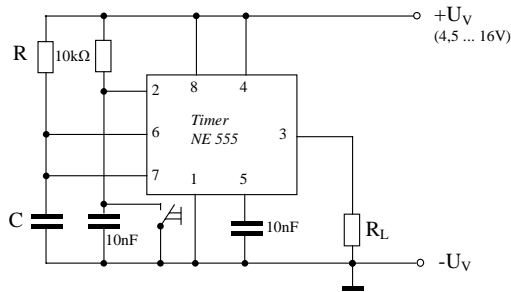 +U_V
(4,5 ... 16V)
R
10kΩ
2
8
4
Timer
NE 555
6
3
7
1
5
C
10nF
10nF
R_L
-U_V